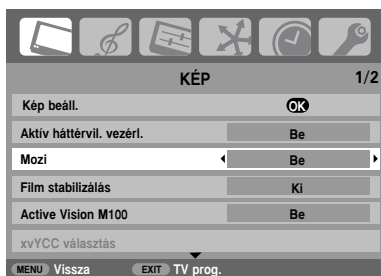 KÉP 1/2
Kép beáll. OK
Aktív háttérvil. vezérl. Be
Mozi Be
Film stabilizálás Ki
Active Vision M100 Be
xvYCC választás
MENU Vissza EXIT TV prog.